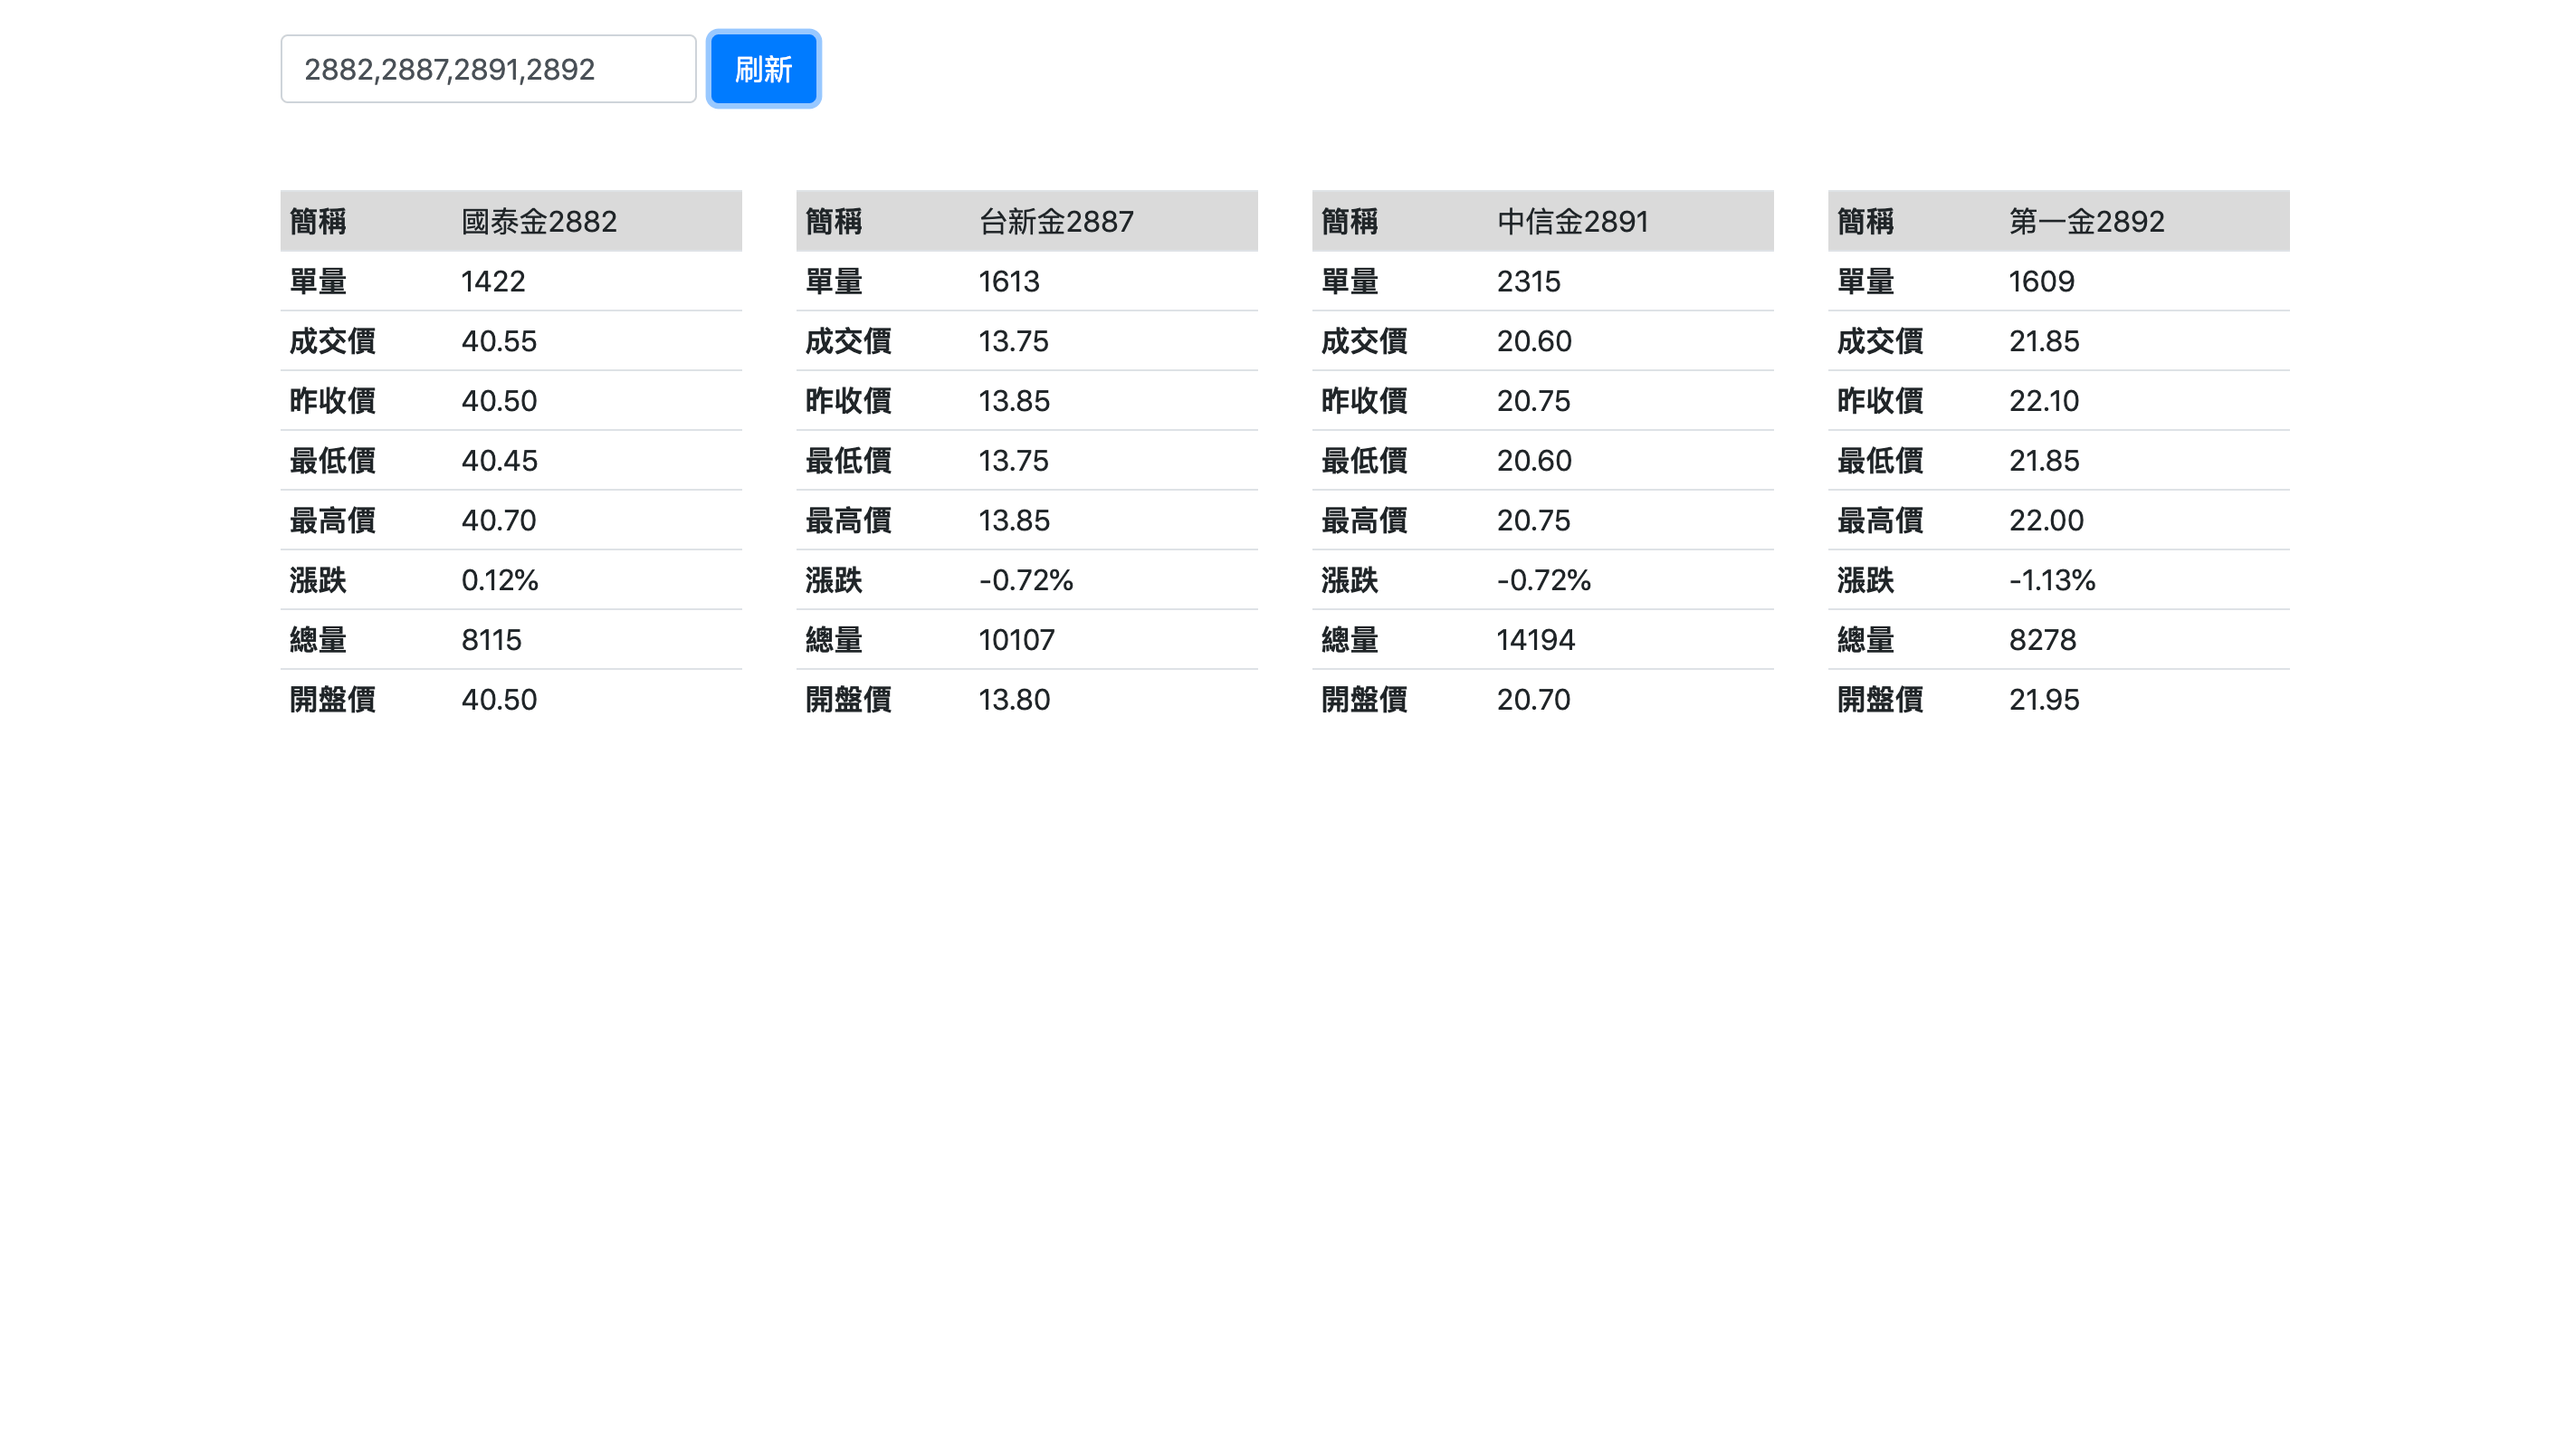 2882,2887,2891,2892 刷新
簡稱 國泰金2882
單量 1422
成交價 40.55
昨收價 40.50
最低價 40.45
最高價 40.70
漲跌 0.12%
總量 8115
開盤價 40.50
簡稱 台新金2887
單量 1613
成交價 13.75
昨收價 13.85
最低價 13.75
最高價 13.85
漲跌 -0.72%
總量 10107
開盤價 13.80
簡稱 中信金2891
單量 2315
成交價 20.60
昨收價 20.75
最低價 20.60
最高價 20.75
漲跌 -0.72%
總量 14194
開盤價 20.70
簡稱 第一金2892
單量 1609
成交價 21.85
昨收價 22.10
最低價 21.85
最高價 22.00
漲跌 -1.13%
總量 8278
開盤價 21.95